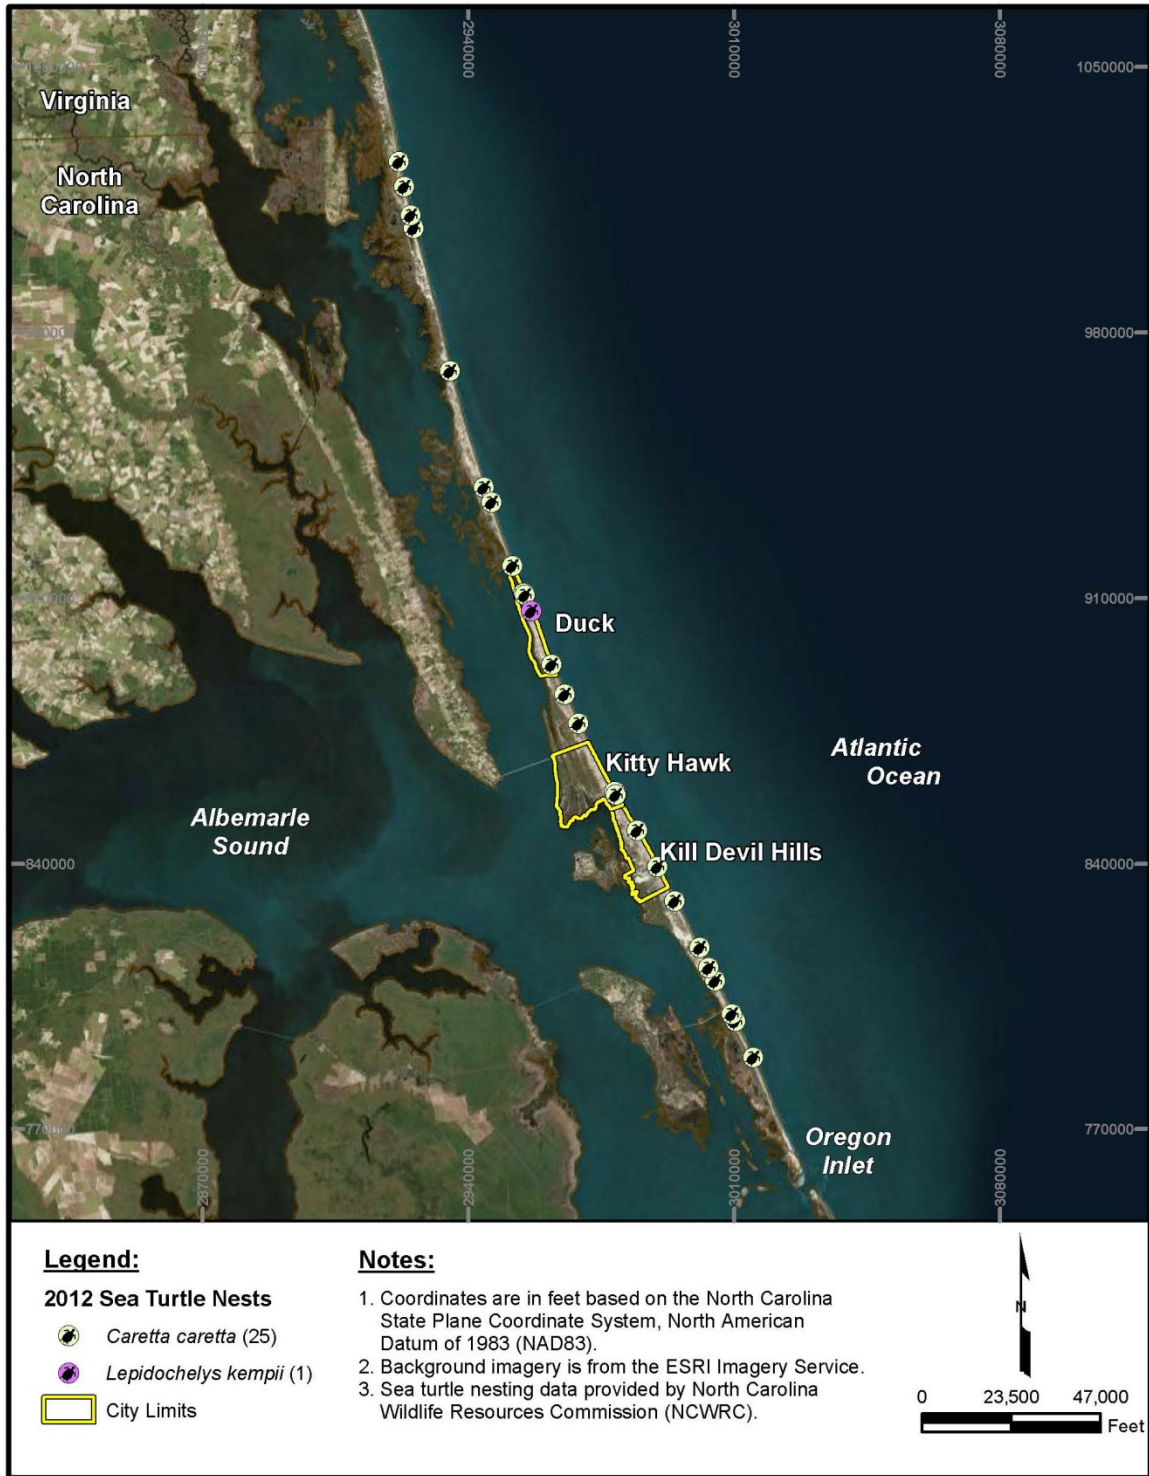 2940000
3010000
3080000
1050000
Virginia
North
Carolina
980000
910000
Duck
Kitty Hawk
Atlantic
Ocean
Albemarle
Sound
Kill Devil Hills
840000
840000
770000
770000
Oregon
Inlet
2870000
2940000
3010000
3080000
Legend:
2012 Sea Turtle Nests
Caretta caretta (25)
Lepidochelys kempii (1)
City Limits
Notes:
1. Coordinates are in feet based on the North Carolina
State Plane Coordinate System, North American
Datum of 1983 (NAD83).
2. Background imagery is from the ESRI Imagery Service.
3. Sea turtle nesting data provided by North Carolina
Wildlife Resources Commission (NCWRC).
N
0 23,500 47,000
Feet